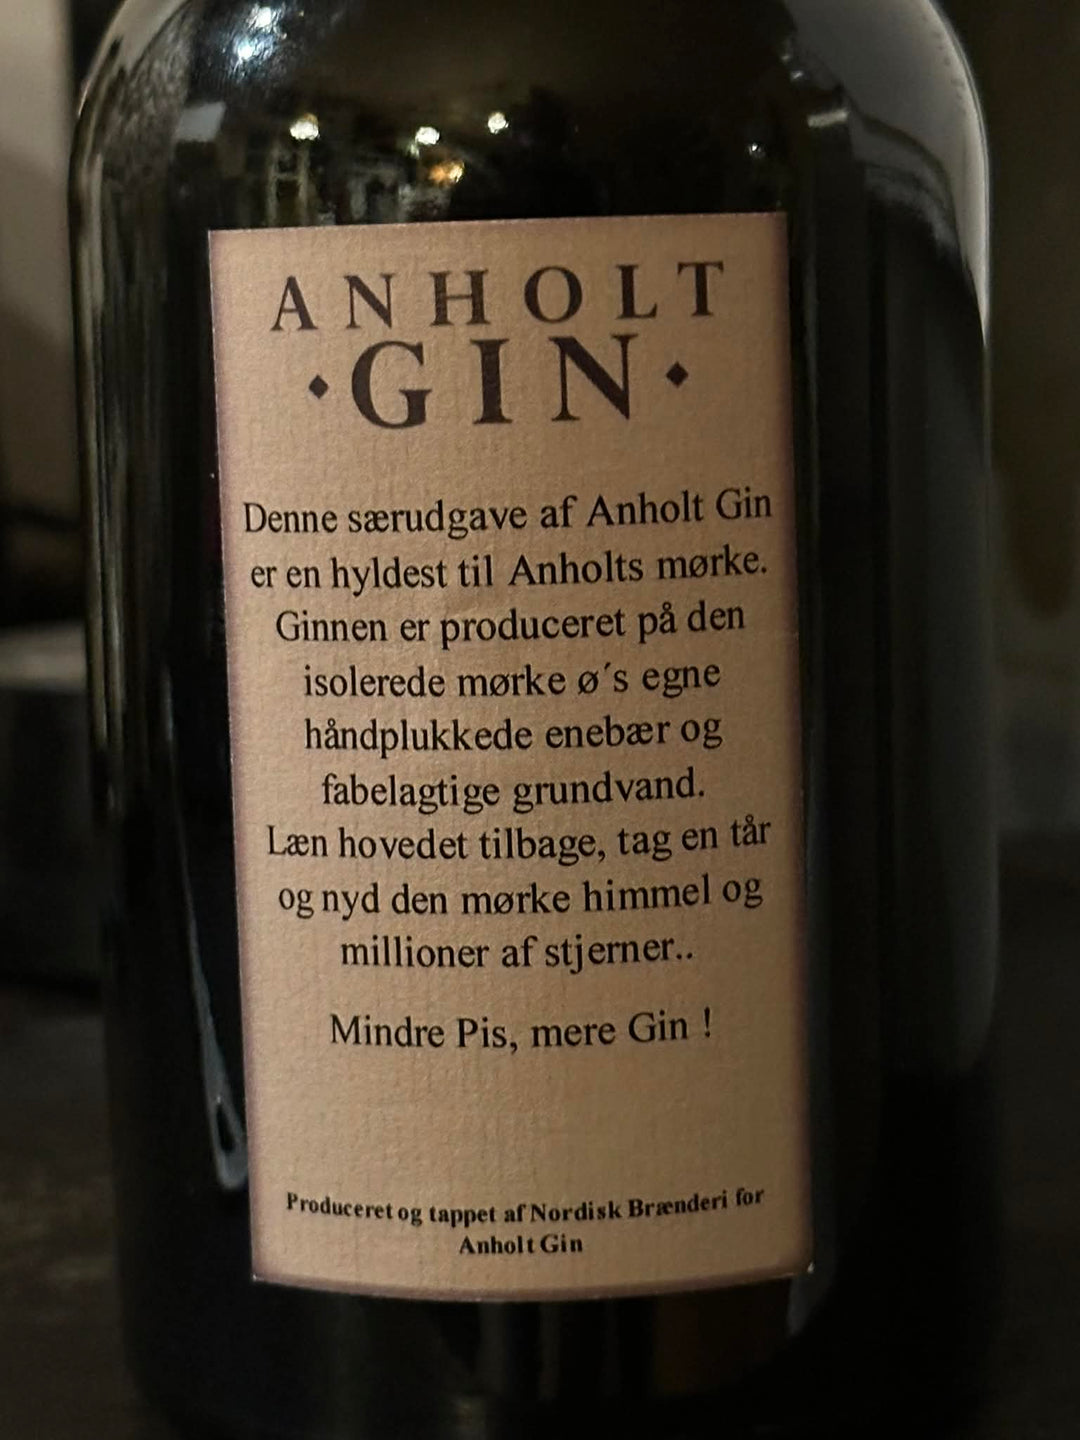 ANHOLT
·GIN·
Denne særudgave af Anholt Gin
er en hyldest til Anholts mørke.
Ginnen er produceret på den
isolerede mørke ø´s egne
håndplukkede enebær og
fabelagtige grundvand.
Læn hovedet tilbage, tag en tår
og nyd den mørke himmel og
millioner af stjerner..
Mindre Pis, mere Gin !
Produceret og tappet af Nordisk Brænderi for
Anholt Gin